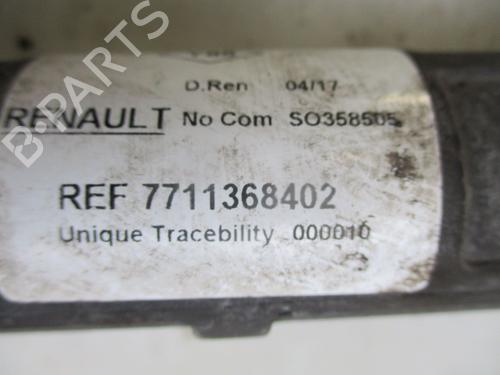 D.Ren 04/17
RENAULT No Com SO358505
REF 7711368402
Unique Tracebility 000010
B-PARTS